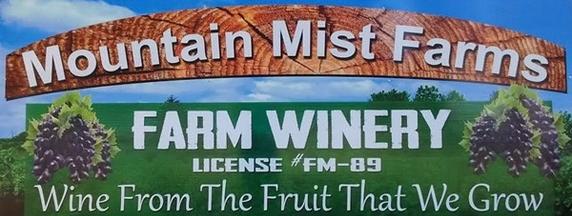 Mountain Mist Farms
FARM WINERY
LICENSE #FM-89
Wine From The Fruit That We Grow